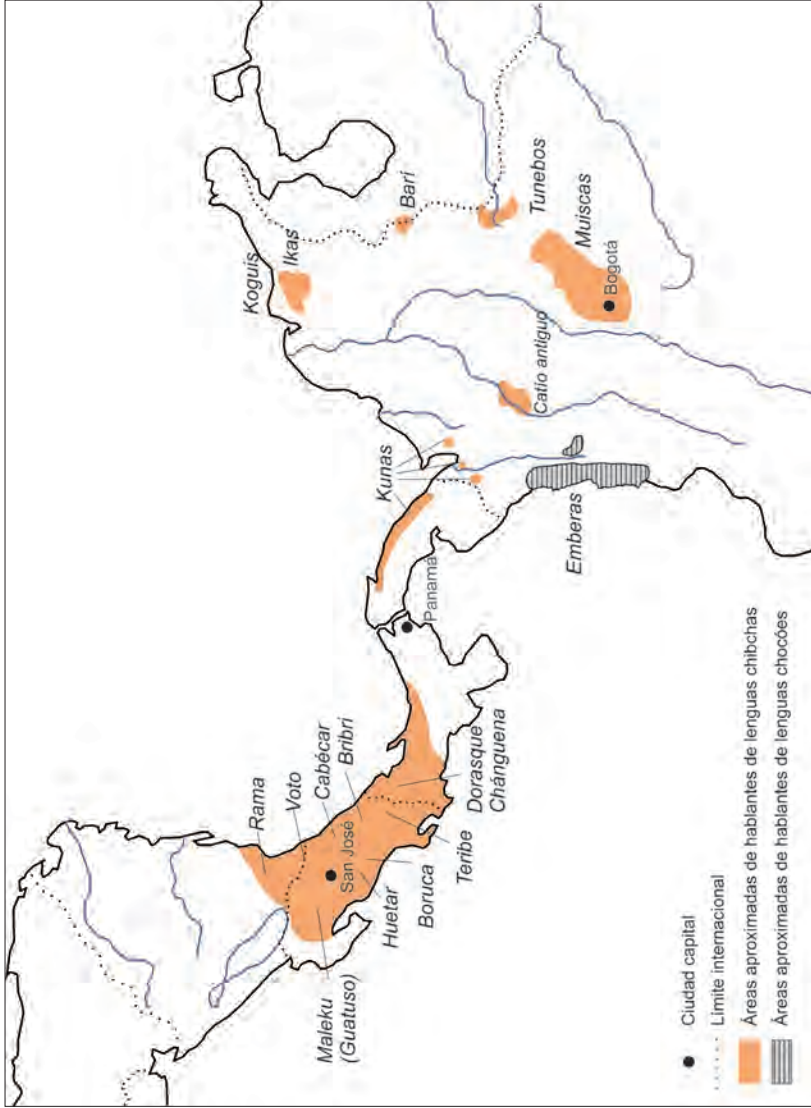 Koguis
Ikas
Rama
Voto
Cabécar
Bribri
Bari
Kunas
Tunebos
Maleku
(Guatuso)
San José
Panamá
Muiscas
Huetar
Boruca
Teribe
Dorasque
Chánguena
Catio antiguo
Bogotá
Emberas
Ciudad capital
Límite internacional
Áreas aproximadas de hablantes de lenguas chibchas
Áreas aproximadas de hablantes de lenguas chocóes